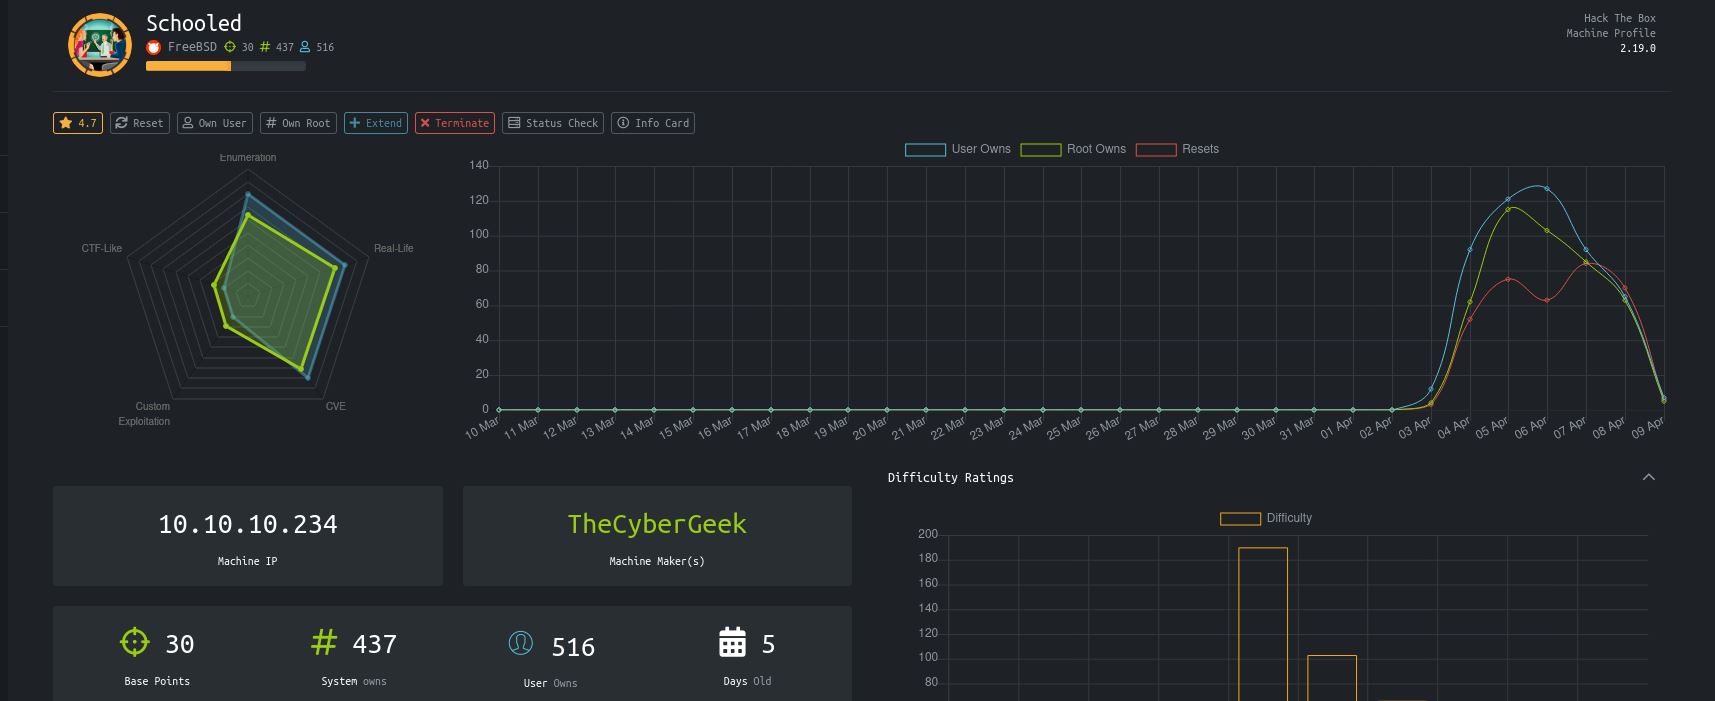 Schooled
FreeBSD 30 # 437 516
Hack The Box
Machine Profile
2.19.0
4.7 Reset Own User # Own Root + Extend × Terminate Status Check Info Card
Enumeration
CTF-Like
Real-Life
Custom
Exploitation
CVE
User Owns Root Owns Resets
140
120
100
80
60
40
20
0
10 Mar 11 Mar 12 Mar 13 Mar 14 Mar 15 Mar 16 Mar 17 Mar 18 Mar 19 Mar 20 Mar 21 Mar 22 Mar 23 Mar 24 Mar 25 Mar 26 Mar 27 Mar 28 Mar 29 Mar 30 Mar 31 Mar 01 Apr 02 Apr 03 Apr 04 Apr 05 Apr 06 Apr 07 Apr 08 Apr 09 Apr
10.10.10.234
Machine IP
TheCyberGeek
Machine Maker(s)
30
Base Points
# 437
System owns
516
User Owns
5
Days Old
Difficulty Ratings
Difficulty
200
180
160
140
120
100
80